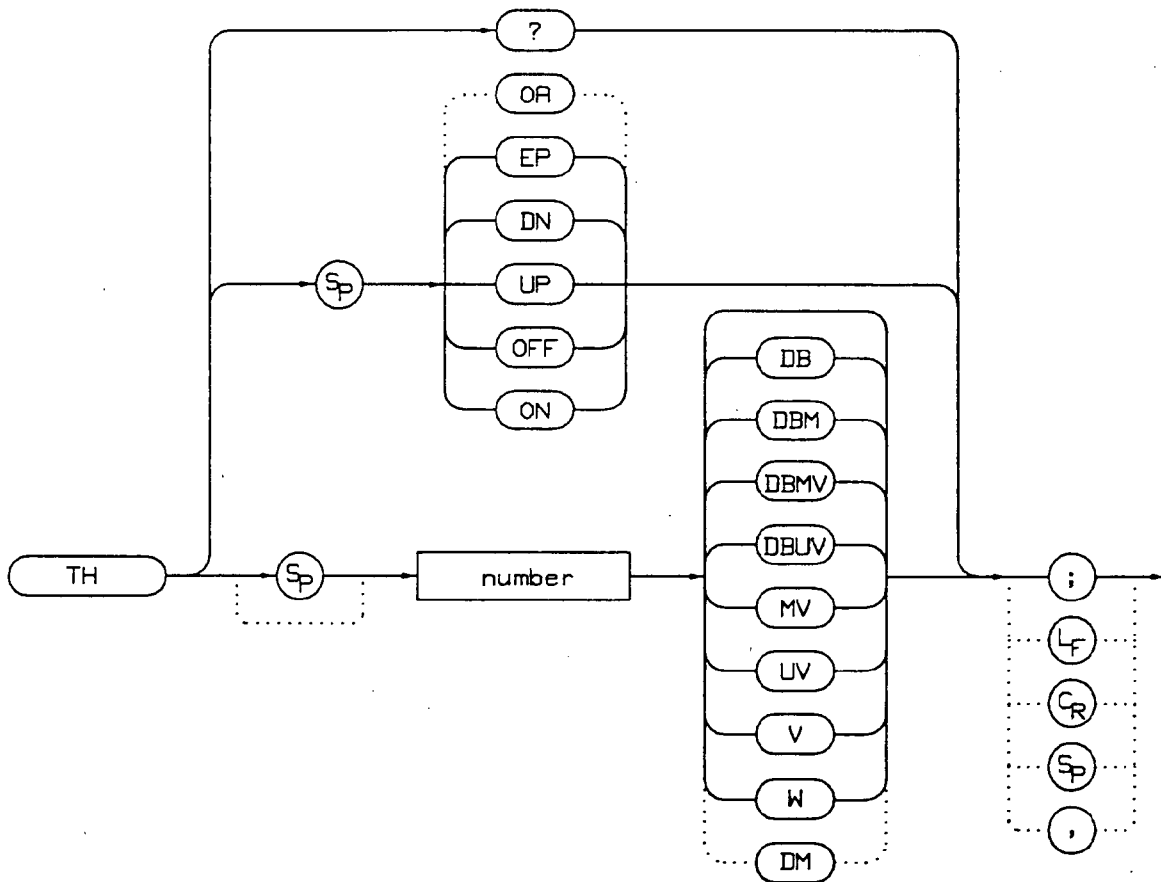 ?
OA
EP
DN
SP
UP
OFF
ON
DB
DBM
DBMV
DBUV
TH
SP
number
;
MV
LF
UV
CR
V
SP
W
,
DM